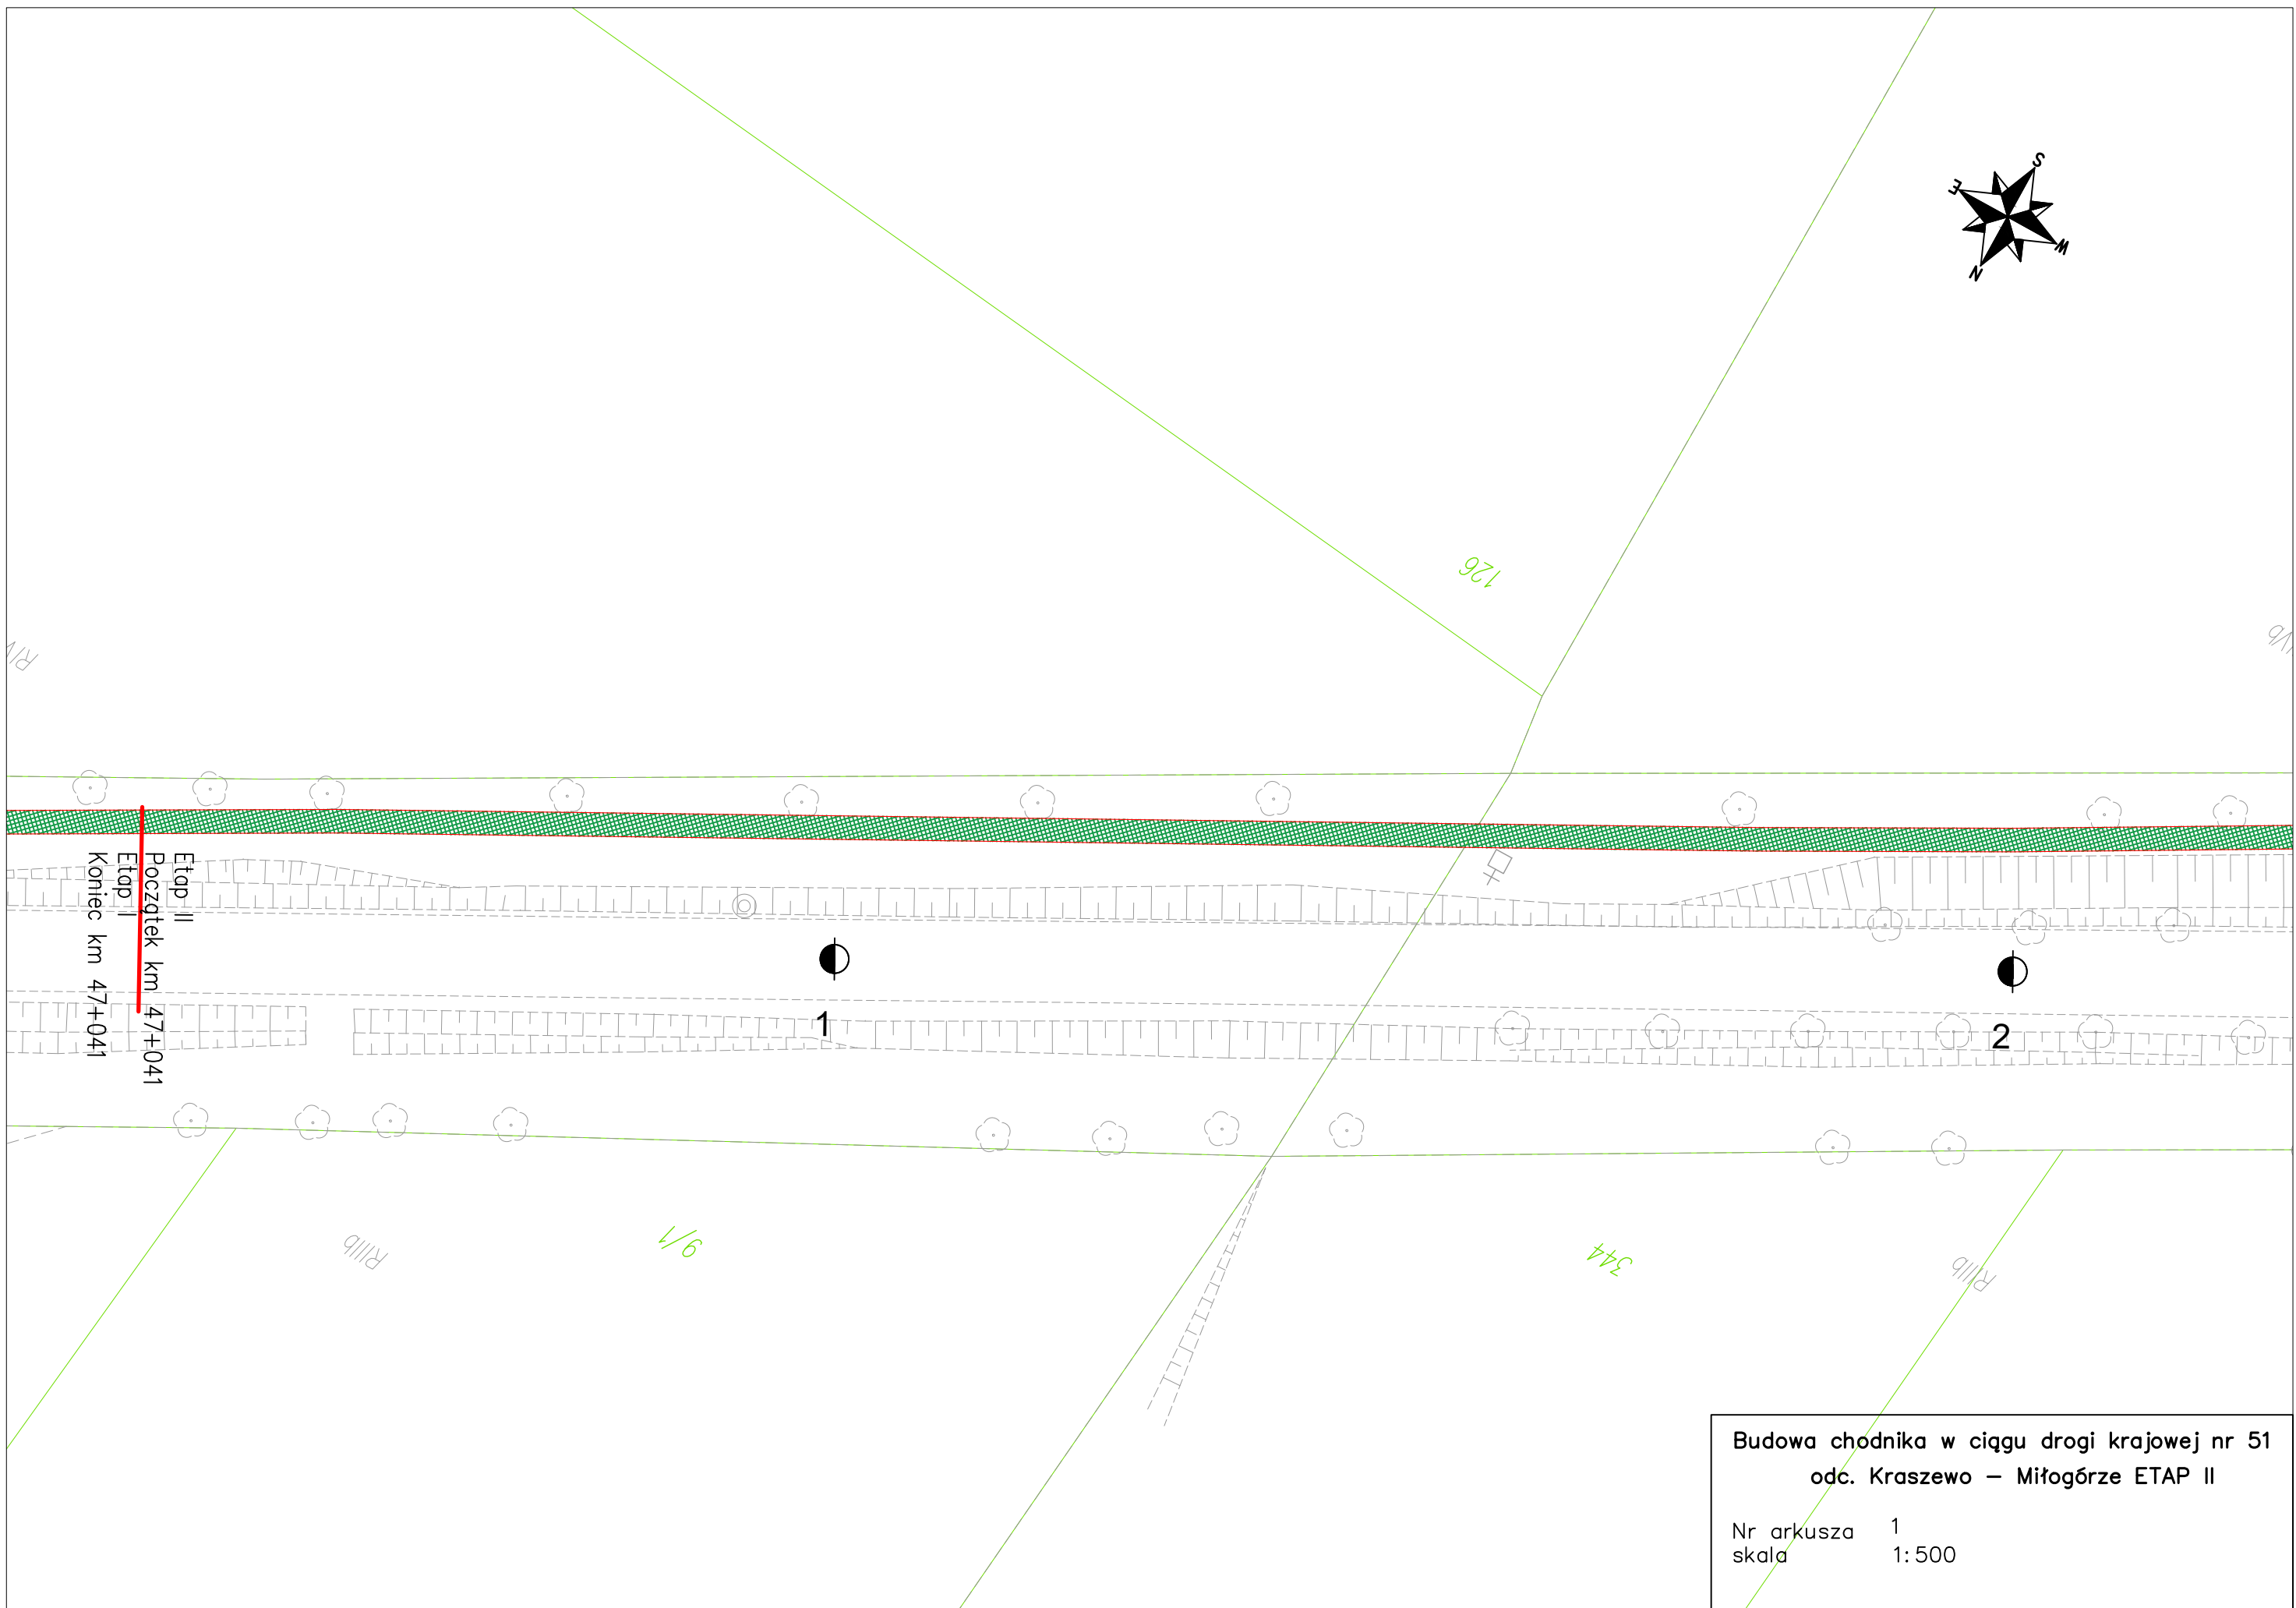 S
E
W
N
126
Etap II
Początek km 47+041
Etap I
Koniec km 47+041
1
2
RIIIb
9/1
344
RIIIb
Budowa chodnika w ciągu drogi krajowej nr 51
odc. Kraszewo – Miłogórze ETAP II
Nr arkusza 1
skala 1:500